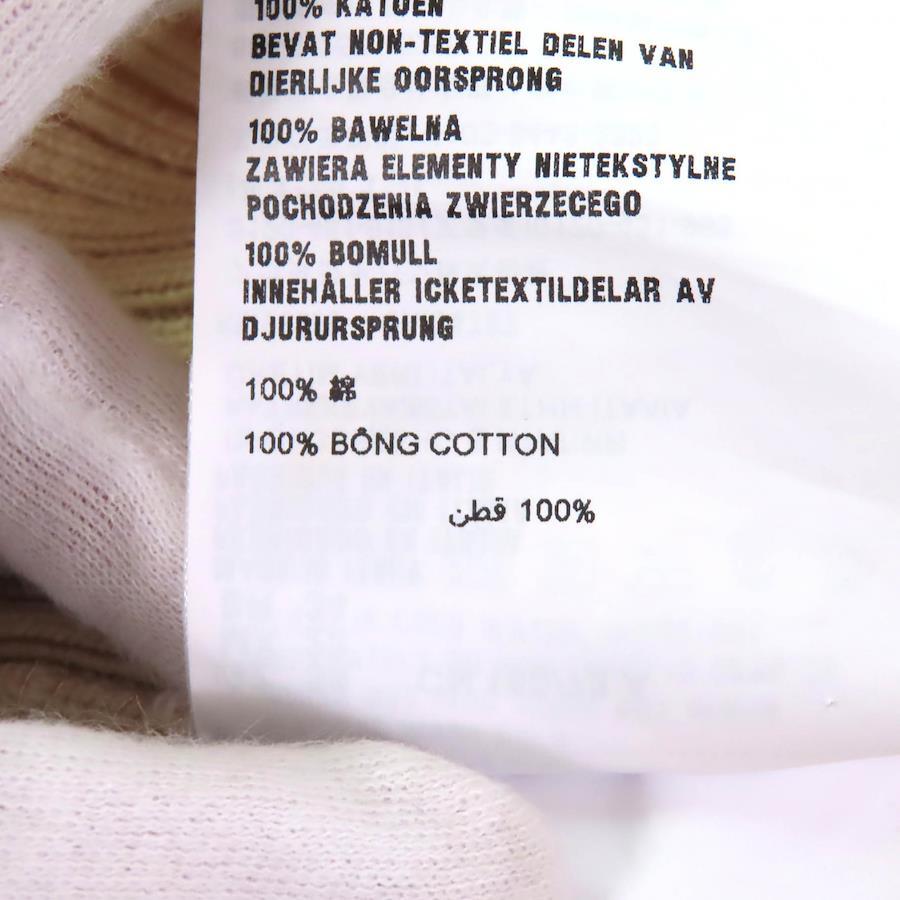 100% KATOEN
BEVAT NON-TEXTIEL DELEN VAN
DIERLIJKE OORSPRONG
100% BAWELNA
ZAWIERA ELEMENTY NIETEKSTYLNE
POCHODZENIA ZWIERZECEGO
100% BOMULL
INNEHÅLLER ICKETEXTILDELAR AV
DJURURSPRUNG
100% 綿
100% BÔNG COTTON
100% قطن